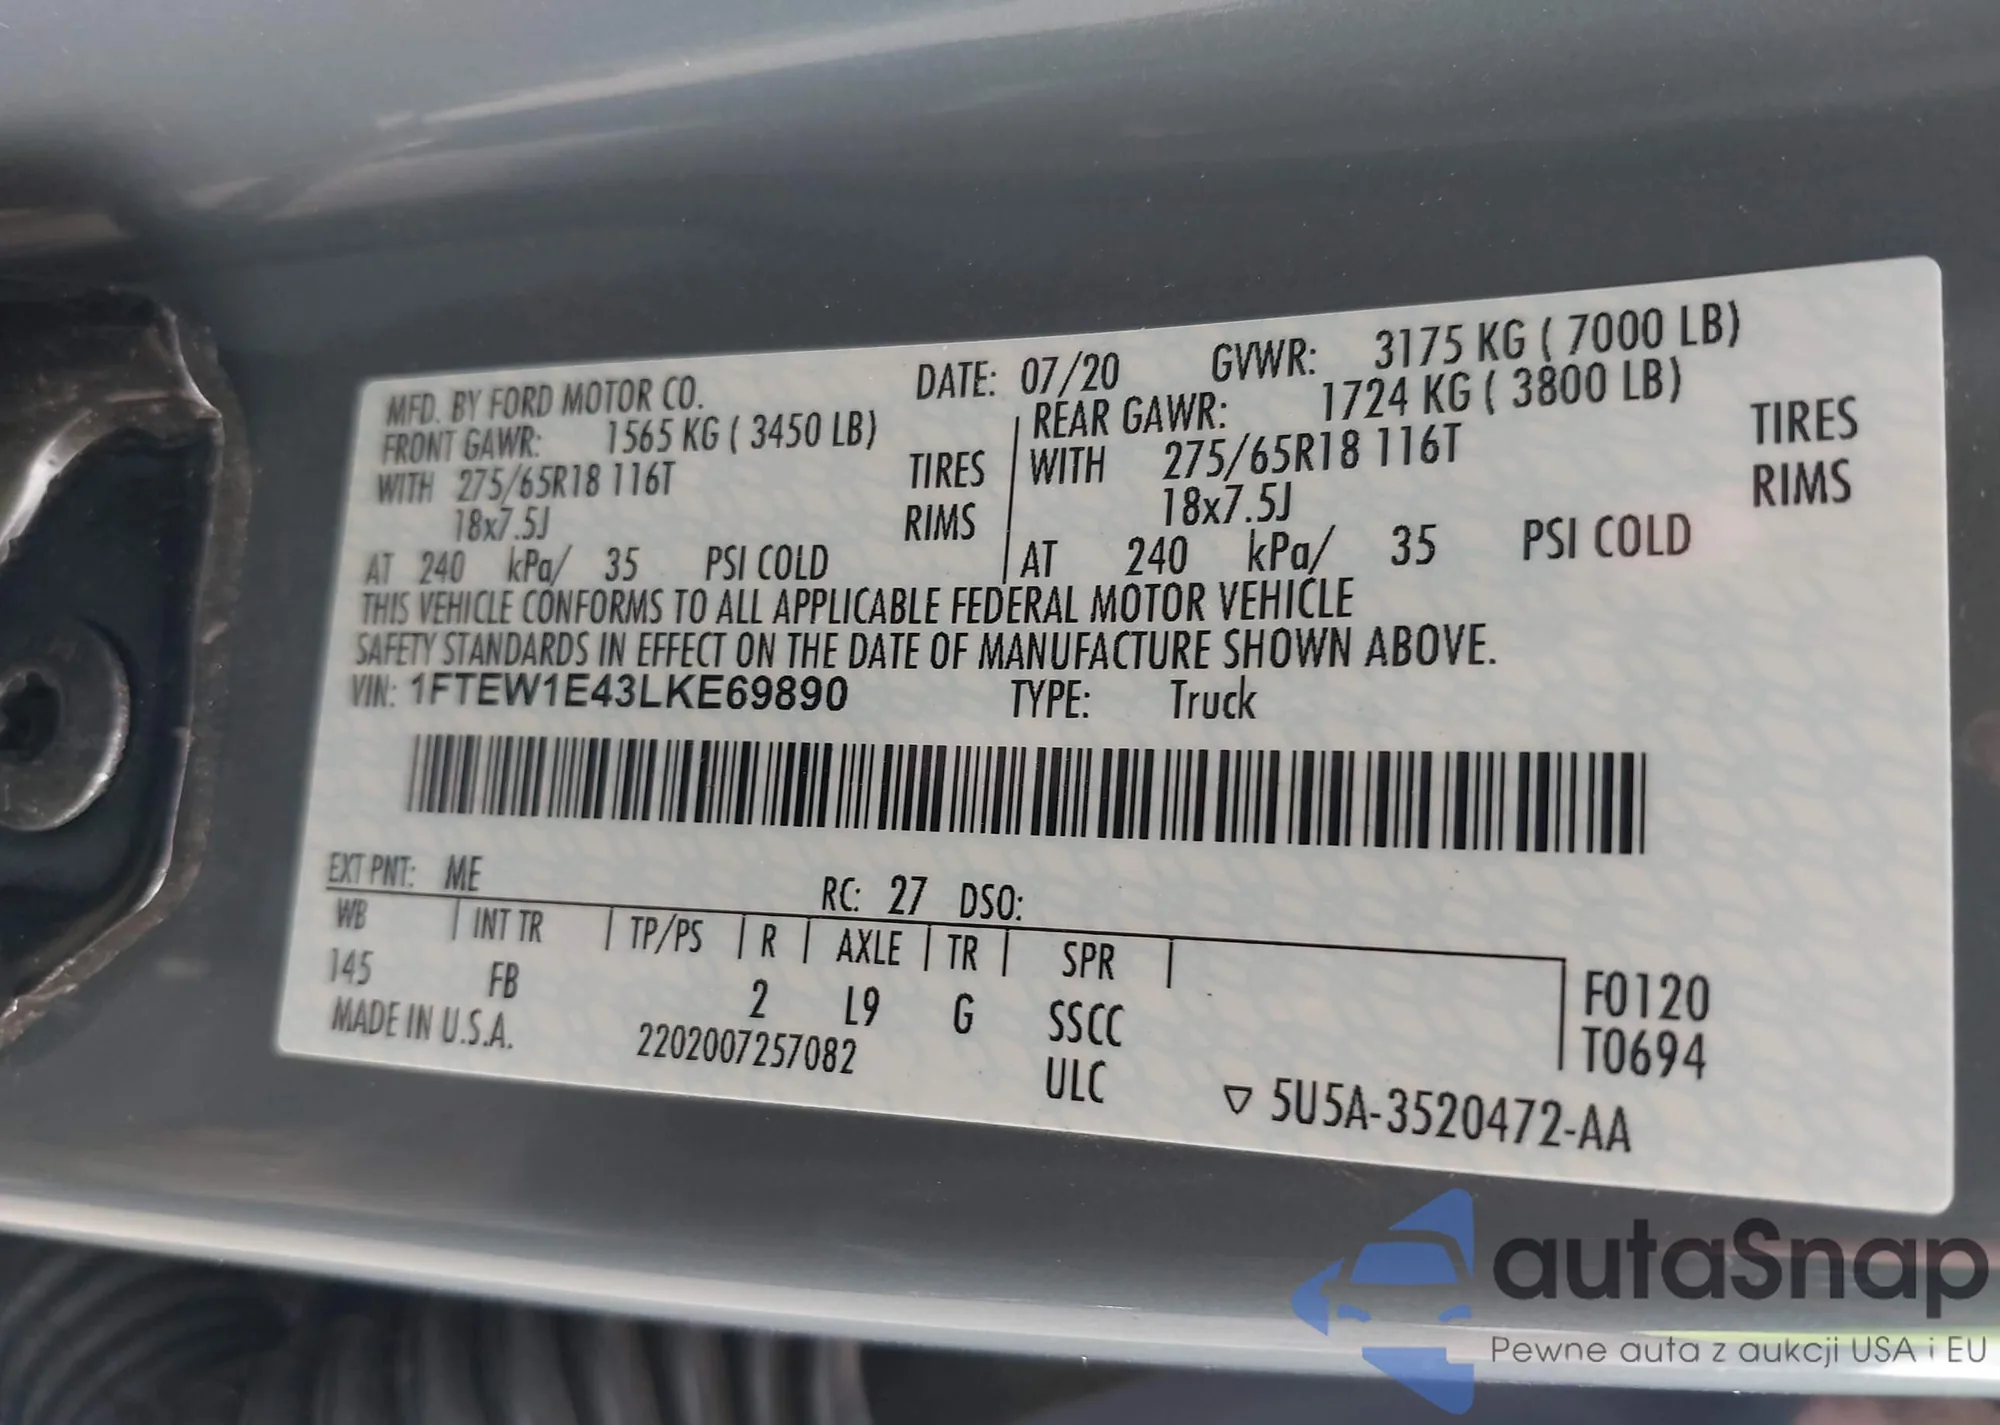 MFD. BY FORD MOTOR CO. DATE: 07/20 GVWR: 3175 KG ( 7000 LB)
FRONT GAWR: 1565 KG ( 3450 LB) REAR GAWR: 1724 KG ( 3800 LB)
WITH 275/65R18 116T TIRES WITH 275/65R18 116T TIRES
18x7.5J RIMS 18x7.5J RIMS
AT 240 kPa/ 35 PSI COLD AT 240 kPa/ 35 PSI COLD
THIS VEHICLE CONFORMS TO ALL APPLICABLE FEDERAL MOTOR VEHICLE
SAFETY STANDARDS IN EFFECT ON THE DATE OF MANUFACTURE SHOWN ABOVE.
VIN: 1FTEW1E43LKE69890 TYPE: Truck
EXT PNT: ME RC: 27 DSO:
WB INT TR TP/PS R AXLE TR SPR F0120
145 FB 2 L9 G SSCC T0694
MADE IN U.S.A. 2202007257082 ULC ▽ 5U5A-3520472-AA
autaSnap
Pewne auta z aukcji USA i EU